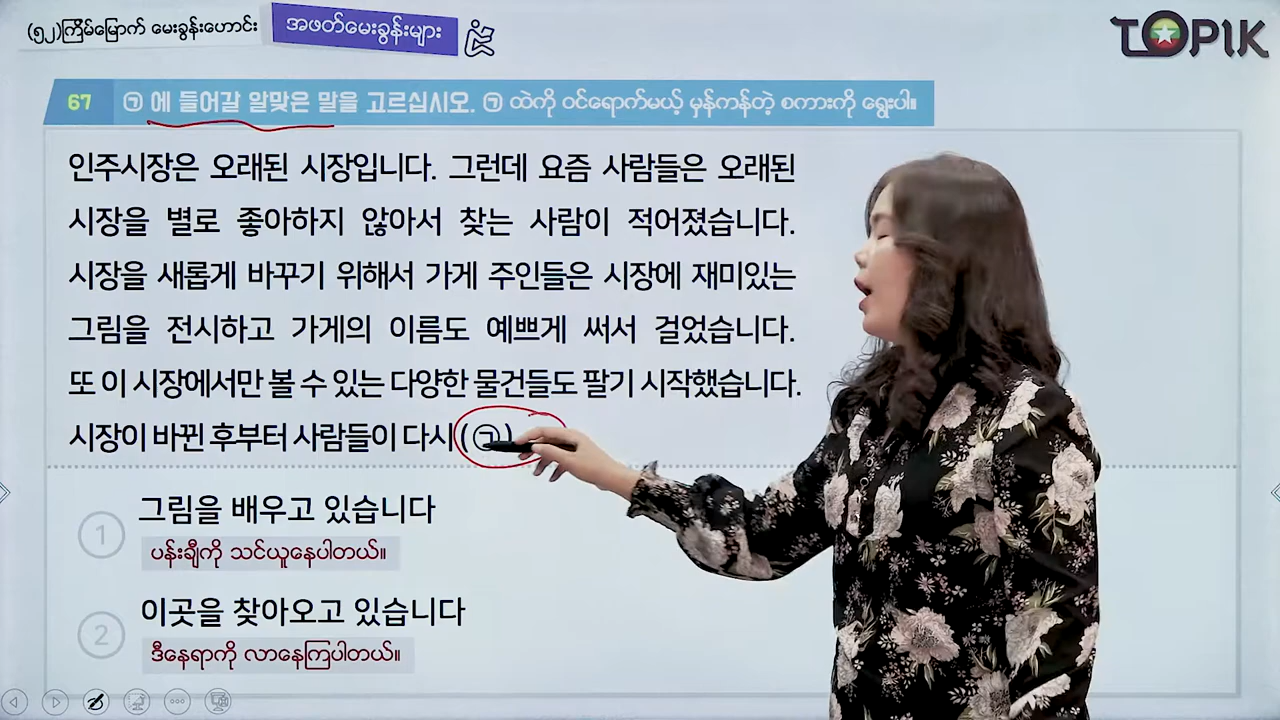 (၅၂)ကြိမ်မြောက် မေးခွန်းဟောင်း
အဖတ်မေးခွန်းများ
TOPIK
67 ㉠ 에 들어갈 알맞은 말을 고르십시오. ㉠ ထဲကို ဝင်ရောက်မယ့် မှန်ကန်တဲ့ စကားကို ရွေးပါ။
인주시장은 오래된 시장입니다. 그런데 요즘 사람들은 오래된
시장을 별로 좋아하지 않아서 찾는 사람이 적어졌습니다.
시장을 새롭게 바꾸기 위해서 가게 주인들은 시장에 재미있는
그림을 전시하고 가게의 이름도 예쁘게 써서 걸었습니다.
또 이 시장에서만 볼 수 있는 다양한 물건들도 팔기 시작했습니다.
시장이 바뀐 후부터 사람들이 다시 (㉠)
1 그림을 배우고 있습니다
ပန်းချီကို သင်ယူနေပါတယ်။
2 이곳을 찾아오고 있습니다
ဒီနေရာကို လာနေကြပါတယ်။